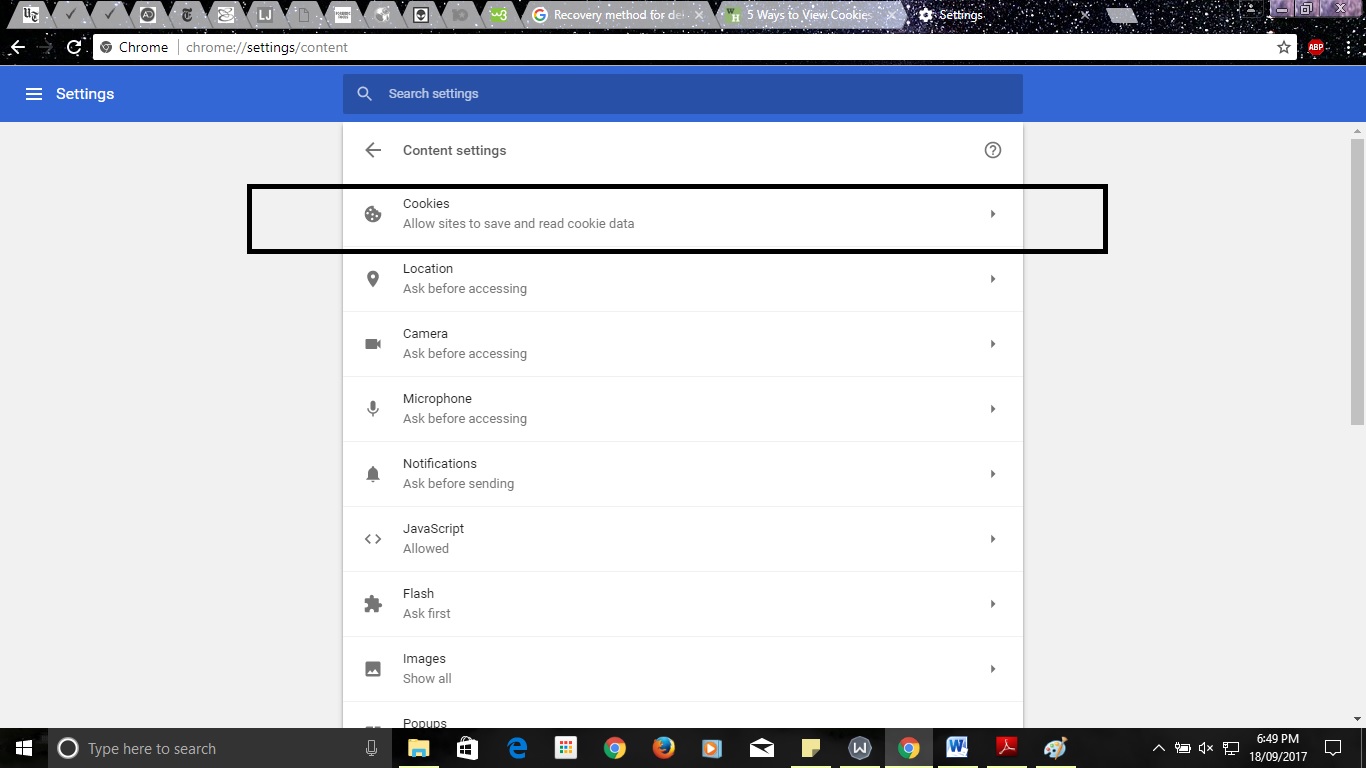 Recovery method for de
5 Ways to View Cookies
Settings
Chrome
chrome://settings/content
ABP
Settings
Search settings
Content settings
Cookies
Allow sites to save and read cookie data
Location
Ask before accessing
Camera
Ask before accessing
Microphone
Ask before accessing
Notifications
Ask before sending
JavaScript
Allowed
Flash
Ask first
Images
Show all
Popups
Type here to search
6:49 PM
18/09/2017